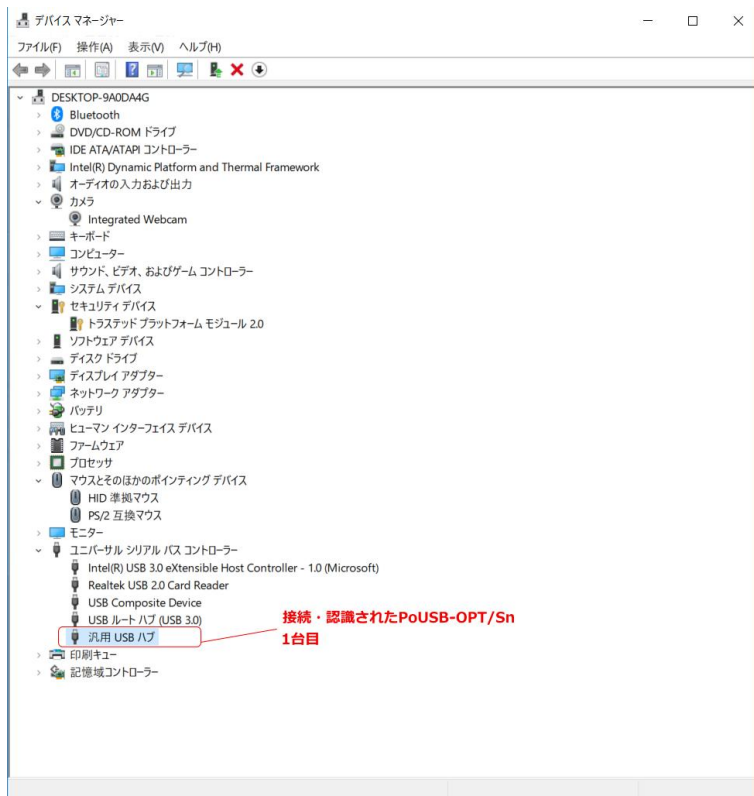 デバイス マネージャー
ファイル(F) 操作(A) 表示(V) ヘルプ(H)
DESKTOP-9A0DA4G
Bluetooth
DVD/CD-ROM ドライブ
IDE ATA/ATAPI コントローラー
Intel(R) Dynamic Platform and Thermal Framework
オーディオの入力および出力
カメラ
Integrated Webcam
キーボード
コンピューター
サウンド、ビデオ、およびゲーム コントローラー
システム デバイス
セキュリティ デバイス
トラステッド プラットフォーム モジュール 2.0
ソフトウェア デバイス
ディスク ドライブ
ディスプレイ アダプター
ネットワーク アダプター
バッテリ
ヒューマン インターフェイス デバイス
ファームウェア
プロセッサ
マウスとそのほかのポインティング デバイス
HID 準拠マウス
PS/2 互換マウス
モニター
ユニバーサル シリアル バス コントローラー
Intel(R) USB 3.0 eXtensible Host Controller - 1.0 (Microsoft)
Realtek USB 2.0 Card Reader
USB Composite Device
USB ルート ハブ (USB 3.0)
汎用 USB ハブ
接続・認識されたPoUSB-OPT/Sn
1台目
印刷キュー
記憶域コントローラー